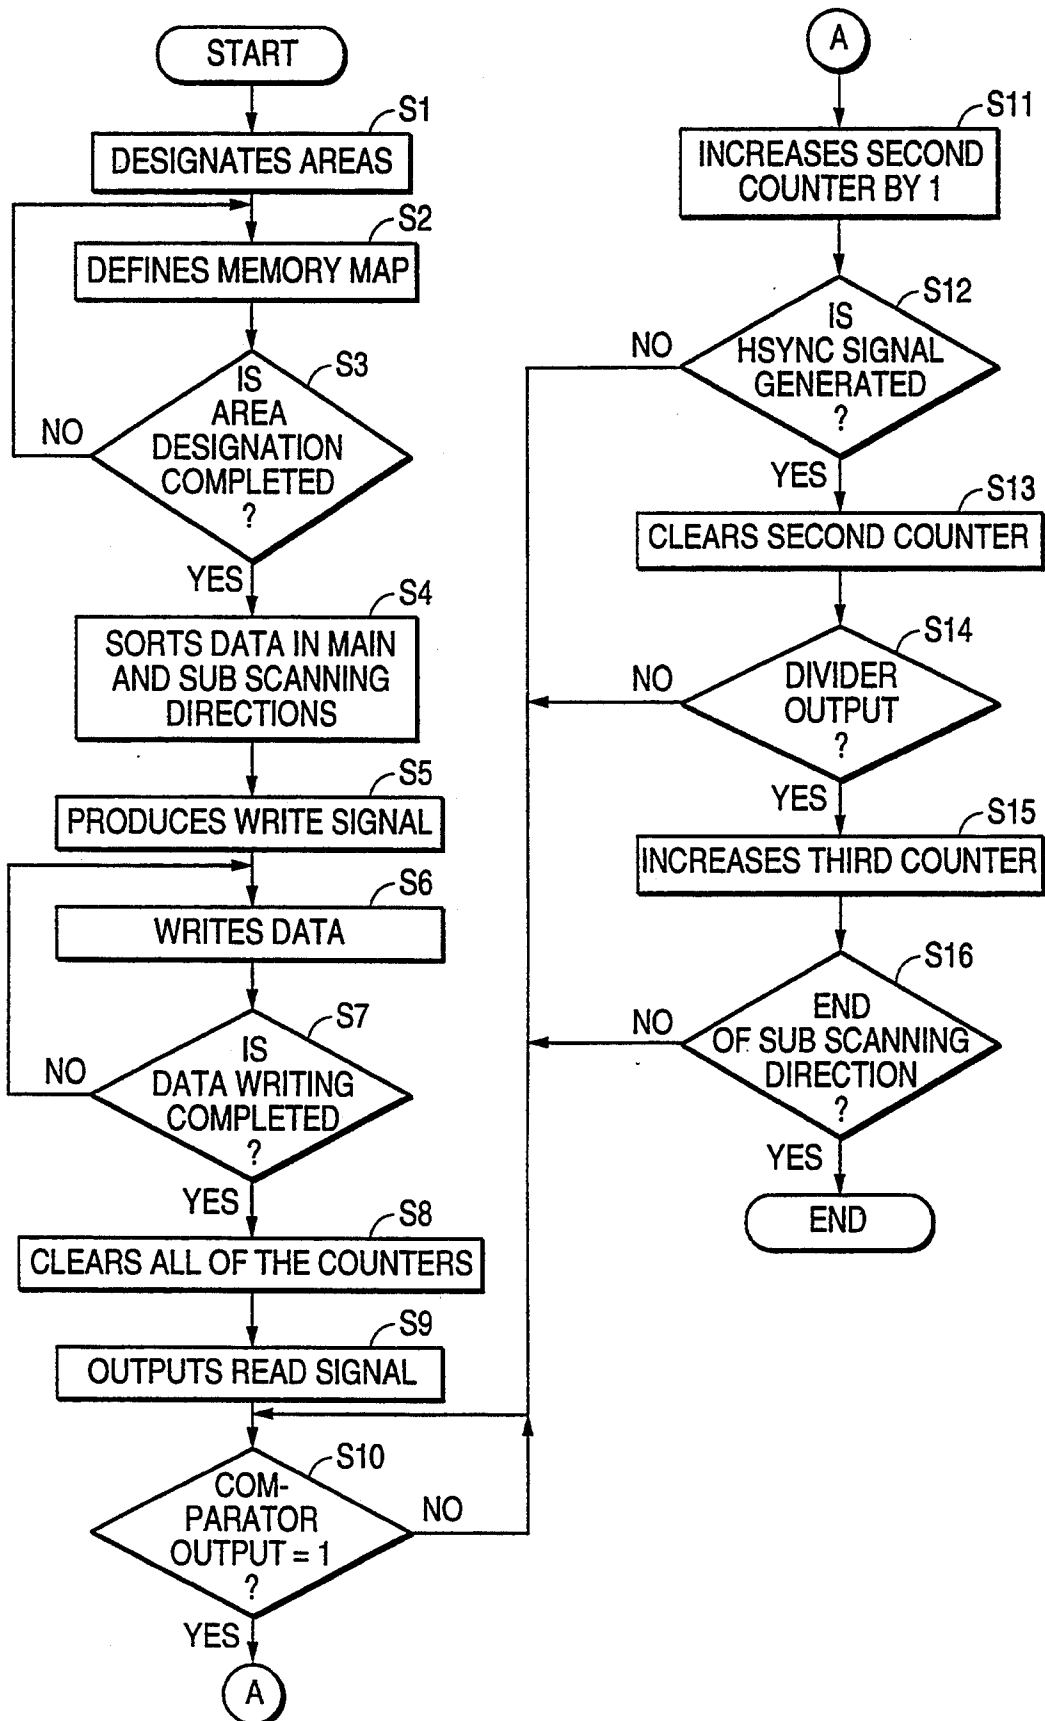 START
S1
DESIGNATES AREAS
S2
DEFINES MEMORY MAP
S3
IS
AREA
DESIGNATION
COMPLETED
?
NO
YES
S4
SORTS DATA IN MAIN
AND SUB SCANNING
DIRECTIONS
S5
PRODUCES WRITE SIGNAL
S6
WRITES DATA
S7
IS
DATA WRITING
COMPLETED
?
NO
YES
S8
CLEARS ALL OF THE COUNTERS
S9
OUTPUTS READ SIGNAL
S10
COM-
PARATOR
OUTPUT = 1
?
NO
YES
A
A
S11
INCREASES SECOND
COUNTER BY 1
S12
IS
HSYNC SIGNAL
GENERATED
?
NO
YES
S13
CLEARS SECOND COUNTER
S14
DIVIDER
OUTPUT
?
NO
YES
S15
INCREASES THIRD COUNTER
S16
END
OF SUB SCANNING
DIRECTION
?
NO
YES
END